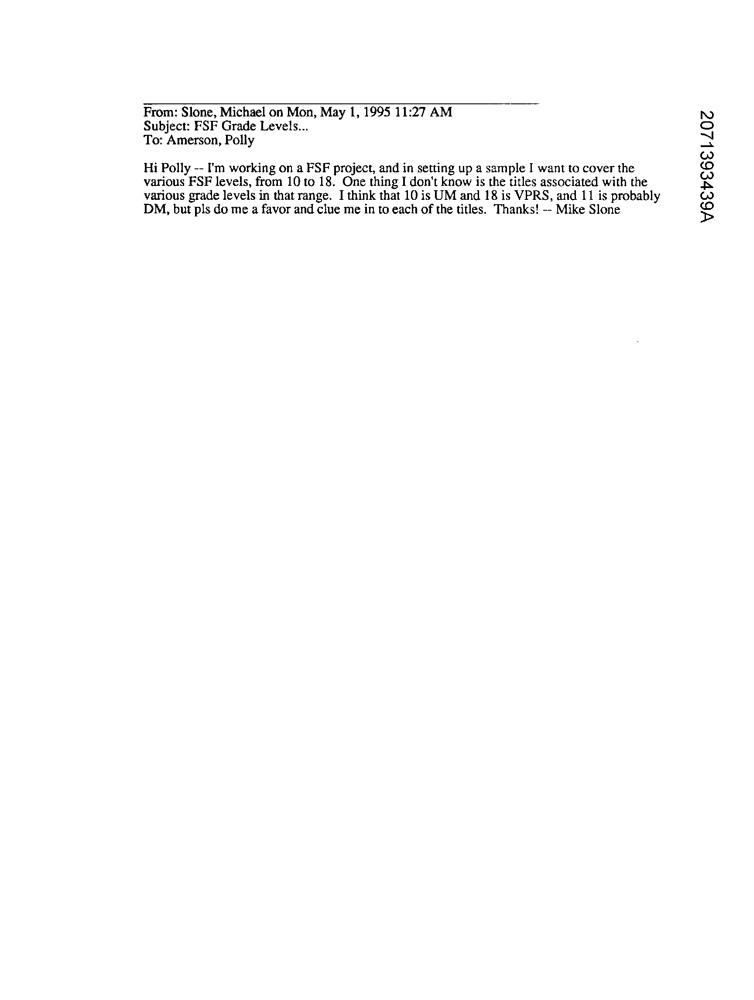 From: Slone, Michael on Mon, May 1, 1995 11:27 AM
Subject: FSF Grade Levels...
To: Amerson, Polly
Hi Polly -- I'm working on a FSF project, and in setting up a sample I want to cover the
various FSF levels, from 10 to 18. One thing I don't know is the titles associated with the
various grade levels in that range. I think that 10 is UM and 18 is VPRS, and 11 is probably
DM, but pls do me a favor and clue me in to each of the titles. Thanks! -- Mike Slone
2071393439A